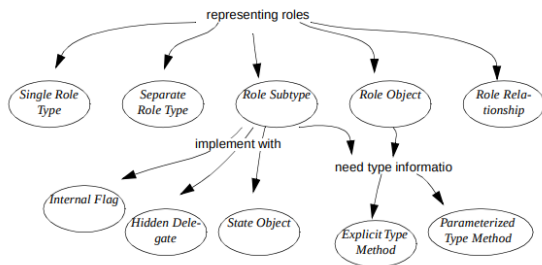 representing roles
Single Role
Type
Separate
Role Type
Role Subtype
Role Object
Role Rela-
tionship
implement with
need type informatio
Internal Flag
Hidden Dele-
gate
State Object
Explicit Type
Method
Parameterized
Type Method